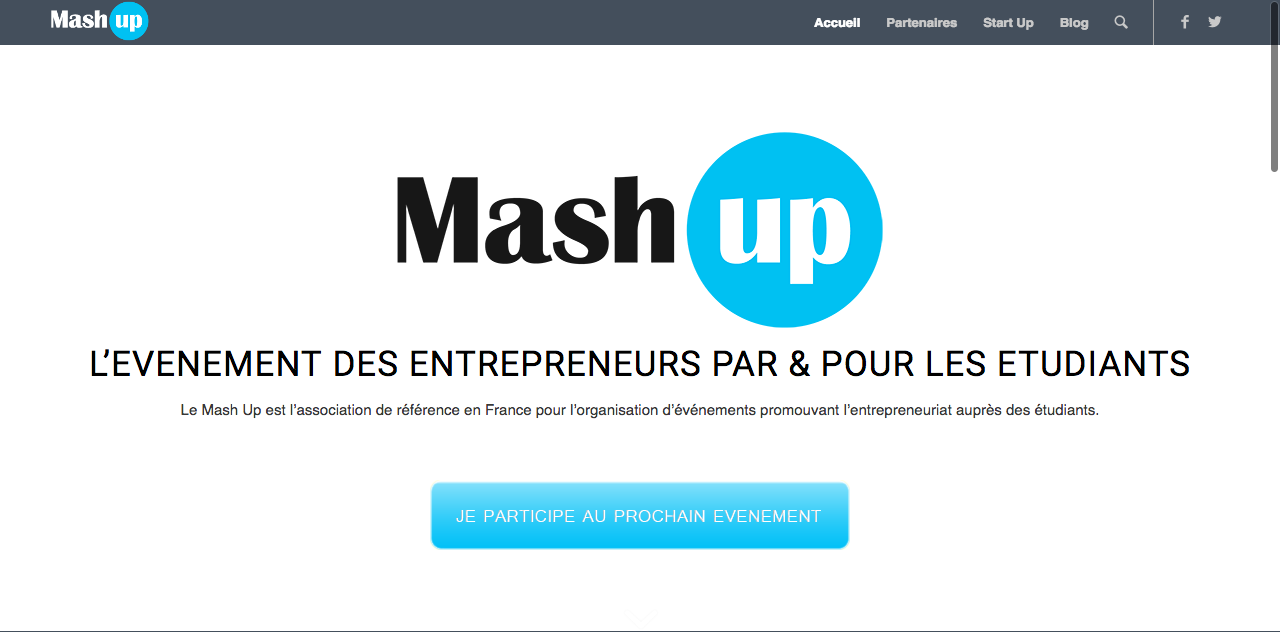 Mash up
Accueil Partenaires Start Up Blog
Mash up
L’EVENEMENT DES ENTREPRENEURS PAR & POUR LES ETUDIANTS
Le Mash Up est l’association de référence en France pour l’organisation d’événements promouvant l’entrepreneuriat auprès des étudiants.
JE PARTICIPE AU PROCHAIN EVENEMENT